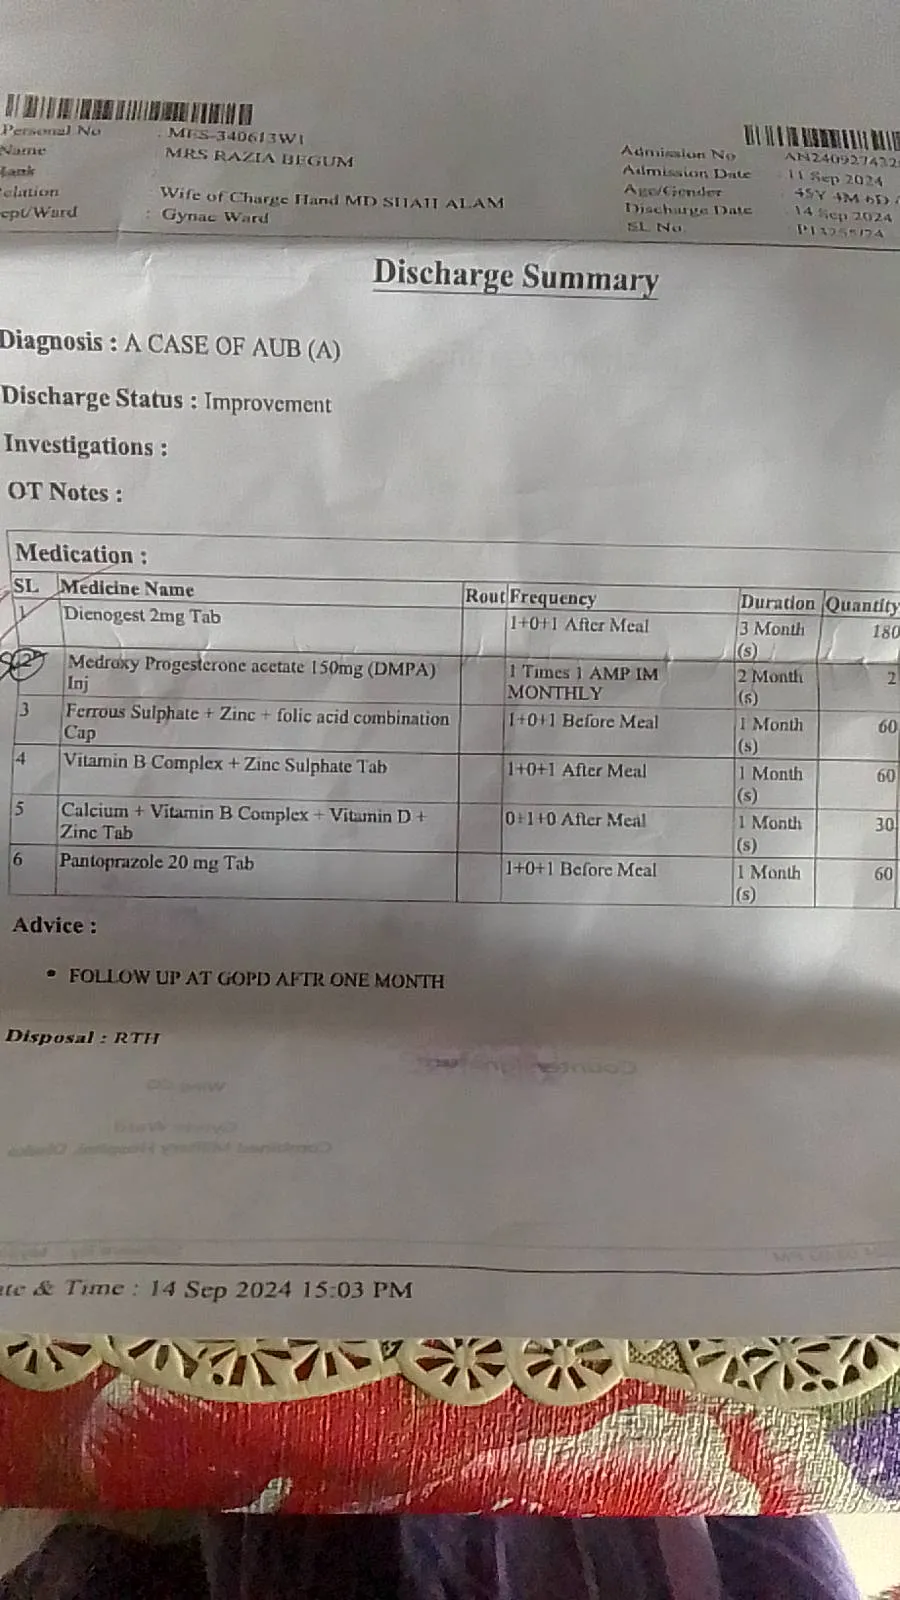 Personal No : MES-340613W1
Name : MRS RAZIA BEGUM
Rank
elation : Wife of Charge Hand MD SHAH ALAM
ept/Ward : Gynae Ward
Admission No AN240927432
Admission Date : 11 Sep 2024
Age/Gender : 45Y 4M 6D /
Discharge Date : 14 Sep 2024
SL No.
Discharge Summary
Diagnosis : A CASE OF AUB (A)
Discharge Status : Improvement
Investigations :
OT Notes :
Medication :
SL Medicine Name Rout Frequency Duration Quantity
1 Dienogest 2mg Tab 1+0+1 After Meal 3 Month (s) 180
Medroxy Progesterone acetate 150mg (DMPA) Inj 1 Times 1 AMP IM MONTHLY 2 Month (s) 2
3 Ferrous Sulphate + Zinc + folic acid combination Cap 1+0+1 Before Meal 1 Month (s) 60
4 Vitamin B Complex + Zinc Sulphate Tab 1+0+1 After Meal 1 Month (s) 60
5 Calcium + Vitamin B Complex + Vitamin D + Zinc Tab 0+1+0 After Meal 1 Month (s) 30
6 Pantoprazole 20 mg Tab 1+0+1 Before Meal 1 Month (s) 60
Advice :
• FOLLOW UP AT GOPD AFTR ONE MONTH
Disposal : RTH
ate & Time : 14 Sep 2024 15:03 PM